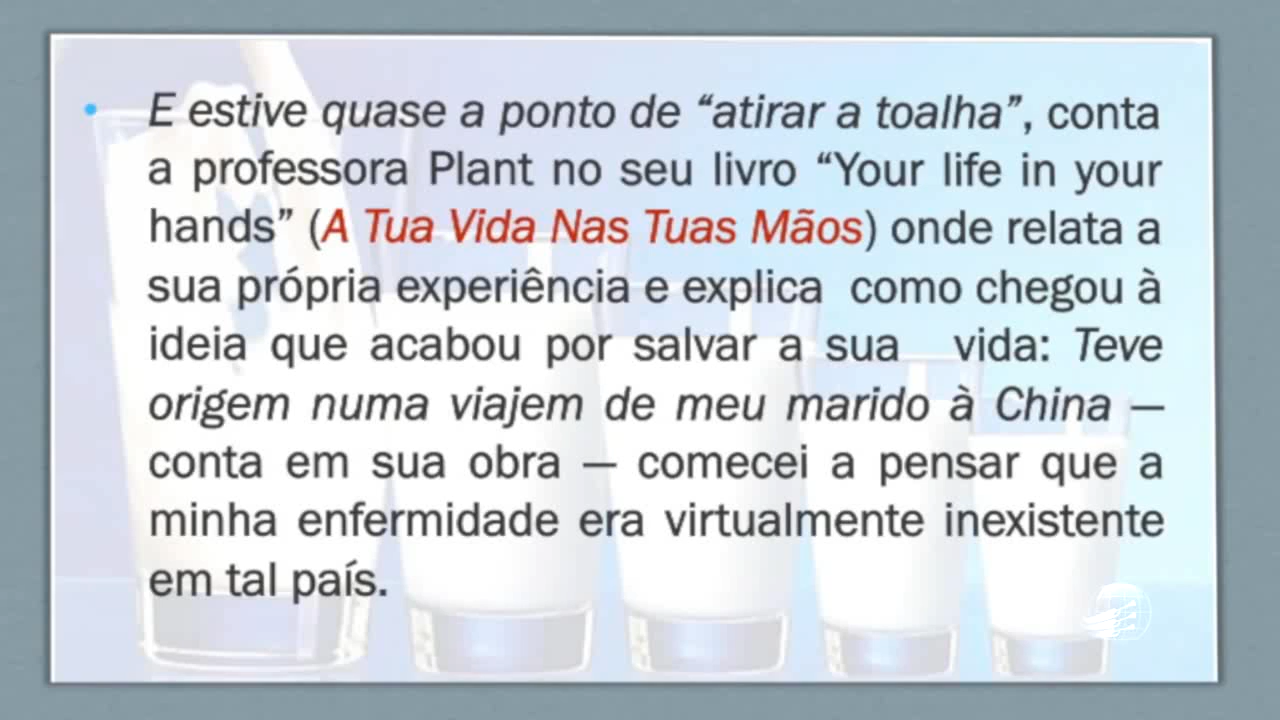 • E estive quase a ponto de “atirar a toalha”, conta
a professora Plant no seu livro “Your life in your
hands” (A Tua Vida Nas Tuas Mãos) onde relata a
sua própria experiência e explica como chegou à
ideia que acabou por salvar a sua vida: Teve
origem numa viajem de meu marido à China —
conta em sua obra — comecei a pensar que a
minha enfermidade era virtualmente inexistente
em tal país.